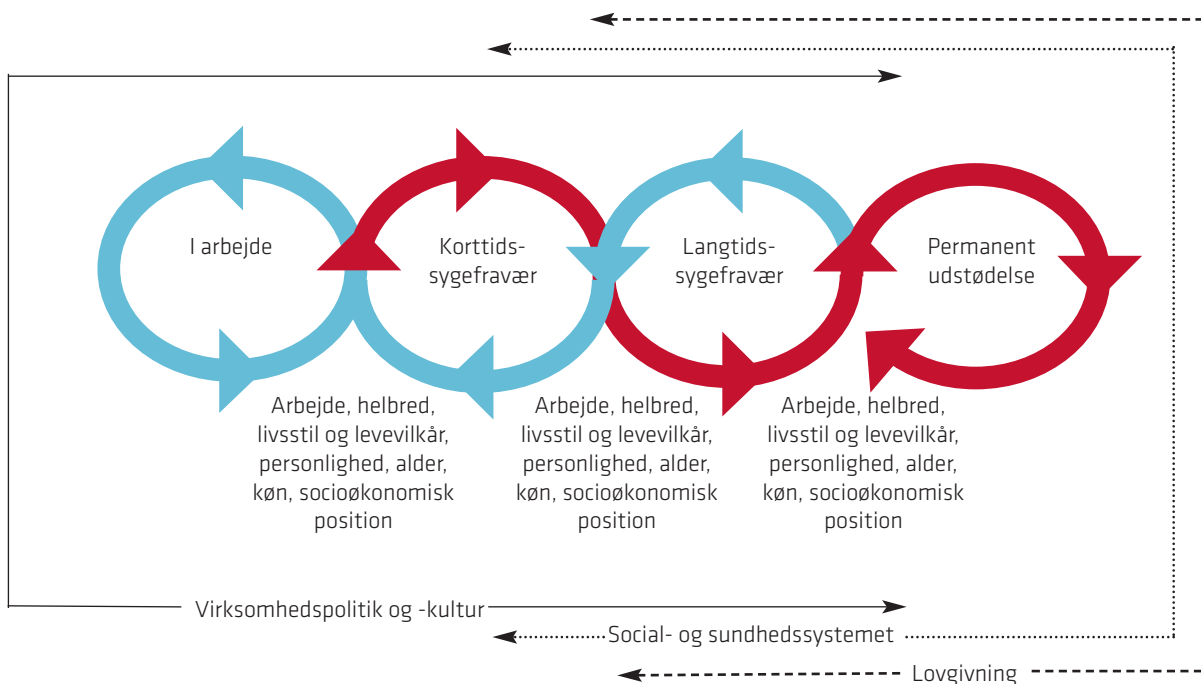 I arbejde
Korttids-
sygefravær
Langtids-
sygefravær
Permanent
udstødelse
Arbejde, helbred,
livsstil og levevilkår,
personlighed, alder,
køn, socioøkonomisk
position
Arbejde, helbred,
livsstil og levevilkår,
personlighed, alder,
køn, socioøkonomisk
position
Arbejde, helbred,
livsstil og levevilkår,
personlighed, alder,
køn, socioøkonomisk
position
Virksomhedspolitik og -kultur
Social- og sundhedssystemet
Lovgivning